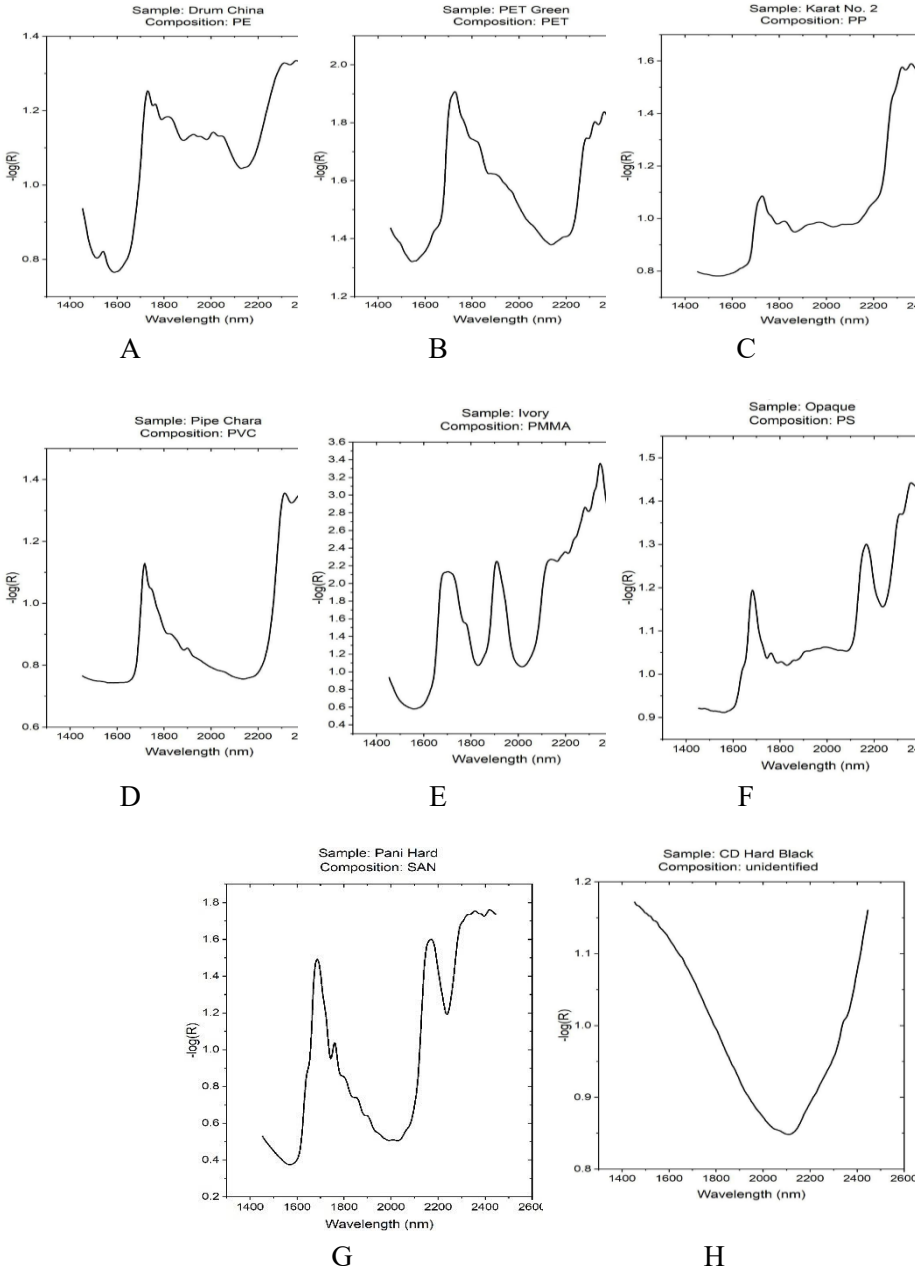 Sample: Drum China
Composition: PE
1.4
1.2
1.0
0.8
-log(R)
1400 1600 1800 2000 2200
Wavelength (nm)
A
Sample: PET Green
Composition: PET
2.0
1.8
1.6
1.4
1.2
-log(R)
1400 1600 1800 2000 2200
Wavelength (nm)
B
Sample: Karat No. 2
Composition: PP
1.6
1.4
1.2
1.0
0.8
-log(R)
1400 1600 1800 2000 2200 24
Wavelength (nm)
C
Sample: Pipe Chara
Composition: PVC
1.4
1.2
1.0
0.8
0.6
-log(R)
1400 1600 1800 2000 2200 2
Wavelength (nm)
D
Sample: Ivory
Composition: PMMA
3.6
3.4
3.2
3.0
2.8
2.6
2.4
2.2
2.0
1.8
1.6
1.4
1.2
1.0
0.8
0.6
0.4
-log(R)
1400 1600 1800 2000 2200 2
Wavelength (nm)
E
Sample: Opaque
Composition: PS
1.5
1.4
1.3
1.2
1.1
1.0
0.9
-log(R)
1400 1600 1800 2000 2200 24
Wavelength (nm)
F
Sample: Pani Hard
Composition: SAN
1.8
1.6
1.4
1.2
1.0
0.8
0.6
0.4
0.2
-log(R)
1400 1600 1800 2000 2200 2400 2600
Wavelength (nm)
G
Sample: CD Hard Black
Composition: unidentified
1.2
1.1
1.0
0.9
0.8
-log(R)
1400 1600 1800 2000 2200 2400 2600
Wavelength (nm)
H